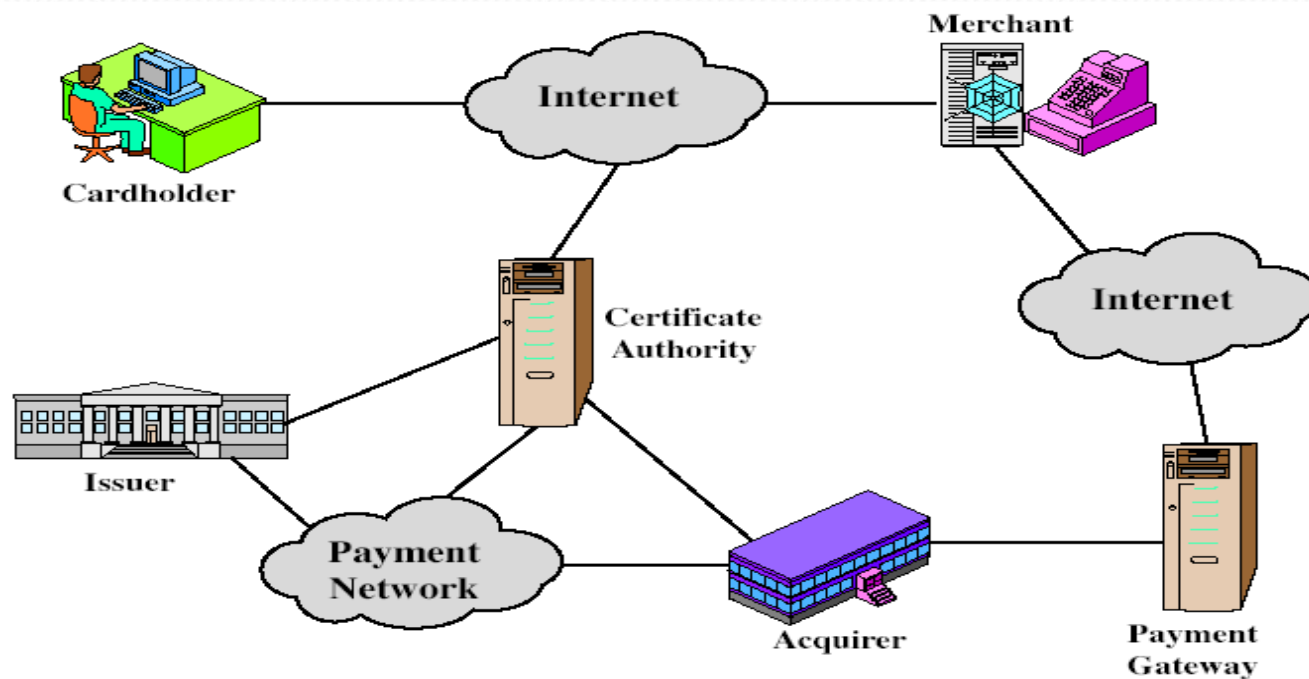 Merchant
Internet
Cardholder
Internet
Certificate
Authority
Issuer
Payment
Network
Acquirer
Payment
Gateway